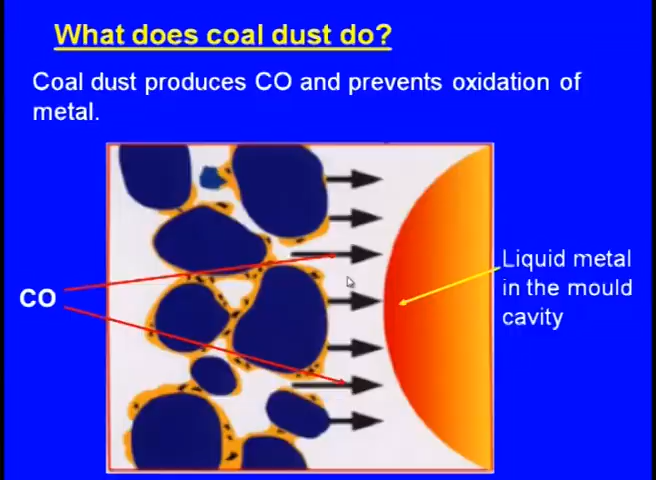 What does coal dust do?
Coal dust produces CO and prevents oxidation of
metal.
CO
Liquid metal
in the mould
cavity